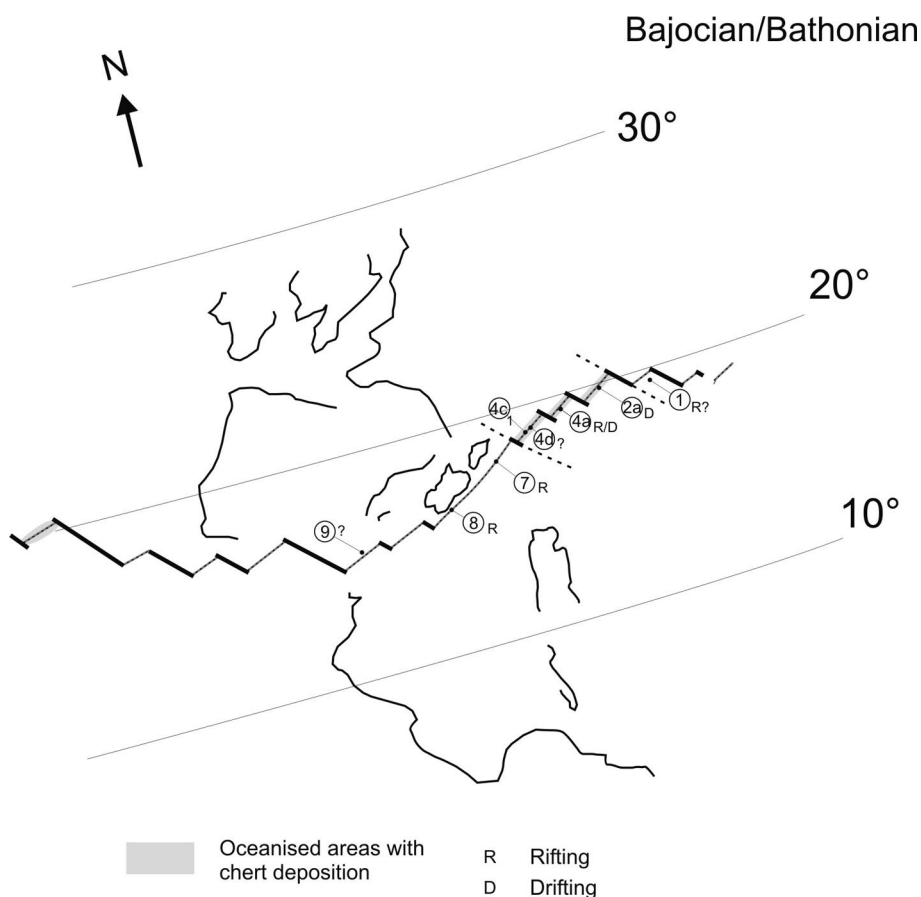 Bajocian/Bathonian
N
30°
20°
4c 1
4d ?
4a R/D
2a D
1 R?
7 R
8 R
9 ?
10°
Oceanised areas with
chert deposition
R Rifting
D Drifting